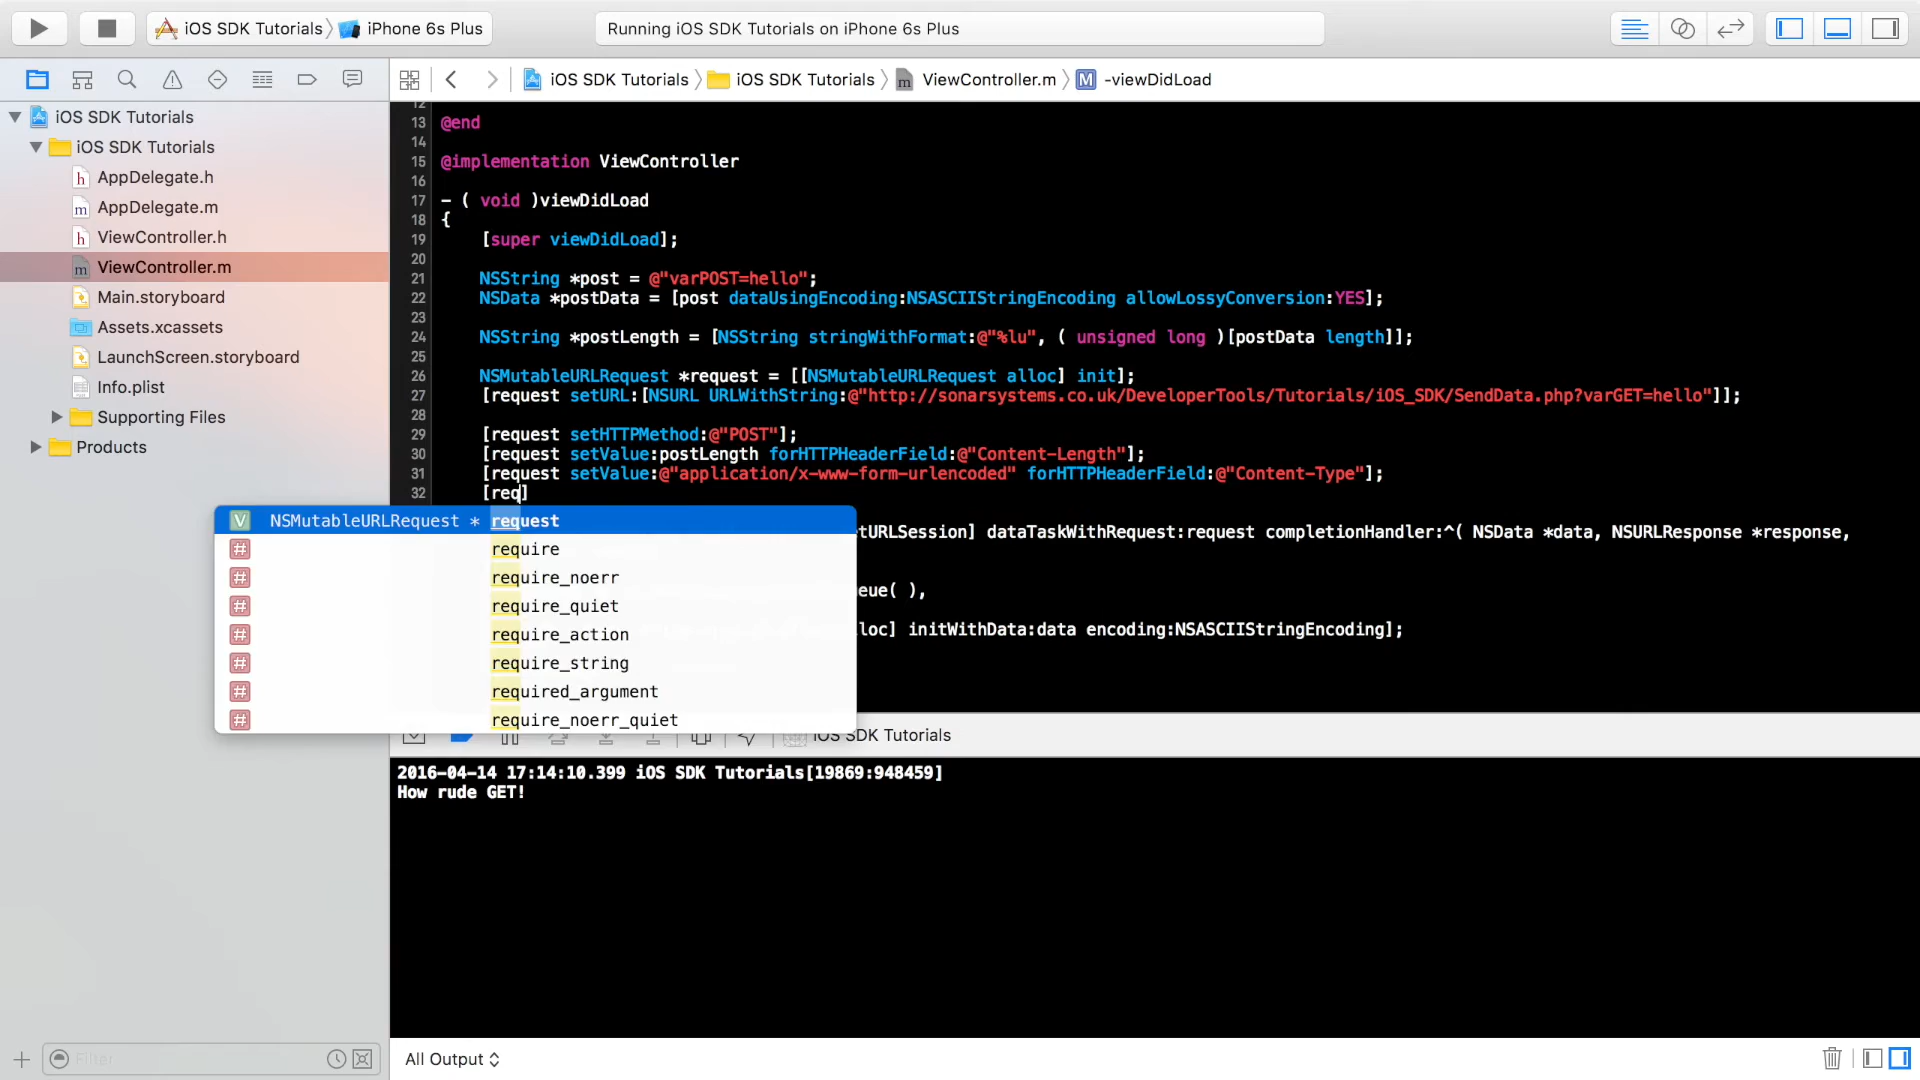 iOS SDK Tutorials iPhone 6s Plus
Running iOS SDK Tutorials on iPhone 6s Plus
iOS SDK Tutorials iOS SDK Tutorials ViewController.m -viewDidLoad
iOS SDK Tutorials
iOS SDK Tutorials
AppDelegate.h
AppDelegate.m
ViewController.h
ViewController.m
Main.storyboard
Assets.xcassets
LaunchScreen.storyboard
Info.plist
Supporting Files
Products
Filter
12
13 @end
14
15 @implementation ViewController
16
17 - ( void )viewDidLoad
18 {
19 [super viewDidLoad];
20
21 NSString *post = @"varPOST=hello";
22 NSData *postData = [post dataUsingEncoding:NSASCIIStringEncoding allowLossyConversion:YES];
23
24 NSString *postLength = [NSString stringWithFormat:@"%lu", ( unsigned long )[postData length]];
25
26 NSMutableURLRequest *request = [[NSMutableURLRequest alloc] init];
27 [request setURL:[NSURL URLWithString:@"http://sonarsystems.co.uk/DeveloperTools/Tutorials/iOS_SDK/SendData.php?varGET=hello"]];
28
29 [request setHTTPMethod:@"POST"];
30 [request setValue:postLength forHTTPHeaderField:@"Content-Length"];
31 [request setValue:@"application/x-www-form-urlencoded" forHTTPHeaderField:@"Content-Type"];
32 [req]
V NSMutableURLRequest * request
# require
# require_noerr
# require_quiet
# require_action
# require_string
# required_argument
# require_noerr_quiet
tURLSession] dataTaskWithRequest:request completionHandler:^( NSData *data, NSURLResponse *response,
eue( ),
loc] initWithData:data encoding:NSASCIIStringEncoding];
iOS SDK Tutorials
2016-04-14 17:14:10.399 iOS SDK Tutorials[19869:948459]
How rude GET!
All Output